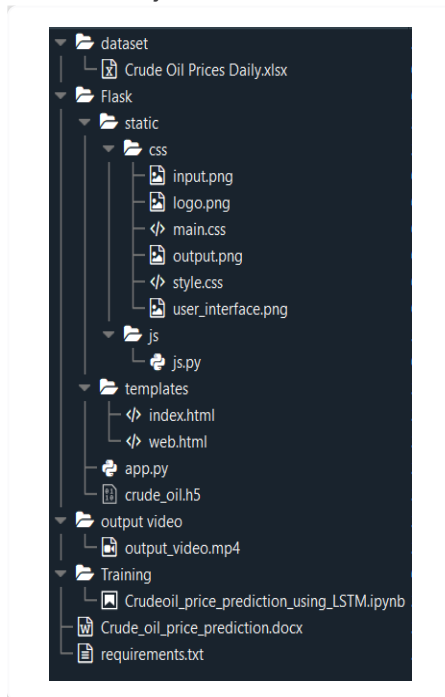 dataset
Crude Oil Prices Daily.xlsx
Flask
static
css
input.png
logo.png
main.css
output.png
style.css
user_interface.png
js
js.py
templates
index.html
web.html
app.py
crude_oil.h5
output video
output_video.mp4
Training
Crudeoil_price_prediction_using_LSTM.ipynb
Crude_oil_price_prediction.docx
requirements.txt